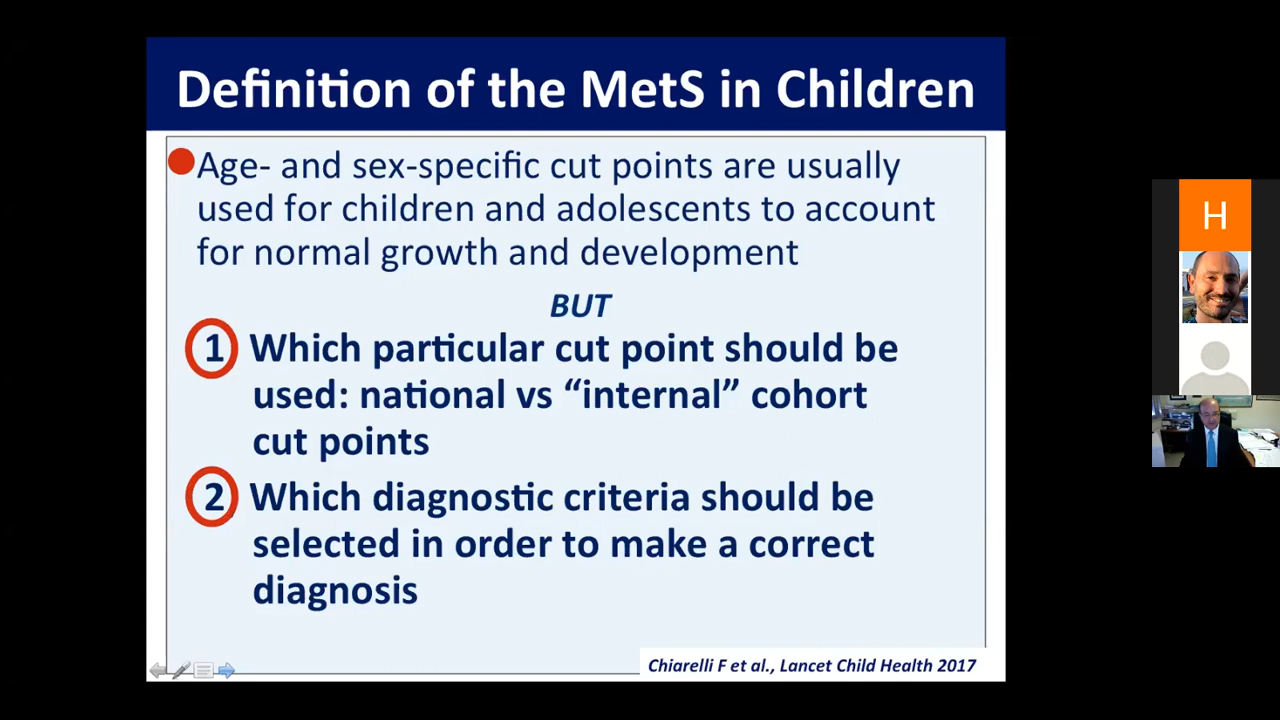 Definition of the MetS in Children
Age- and sex-specific cut points are usually
used for children and adolescents to account
for normal growth and development
BUT
1 Which particular cut point should be
used: national vs “internal” cohort
cut points
2 Which diagnostic criteria should be
selected in order to make a correct
diagnosis
Chiarelli F et al., Lancet Child Health 2017
H